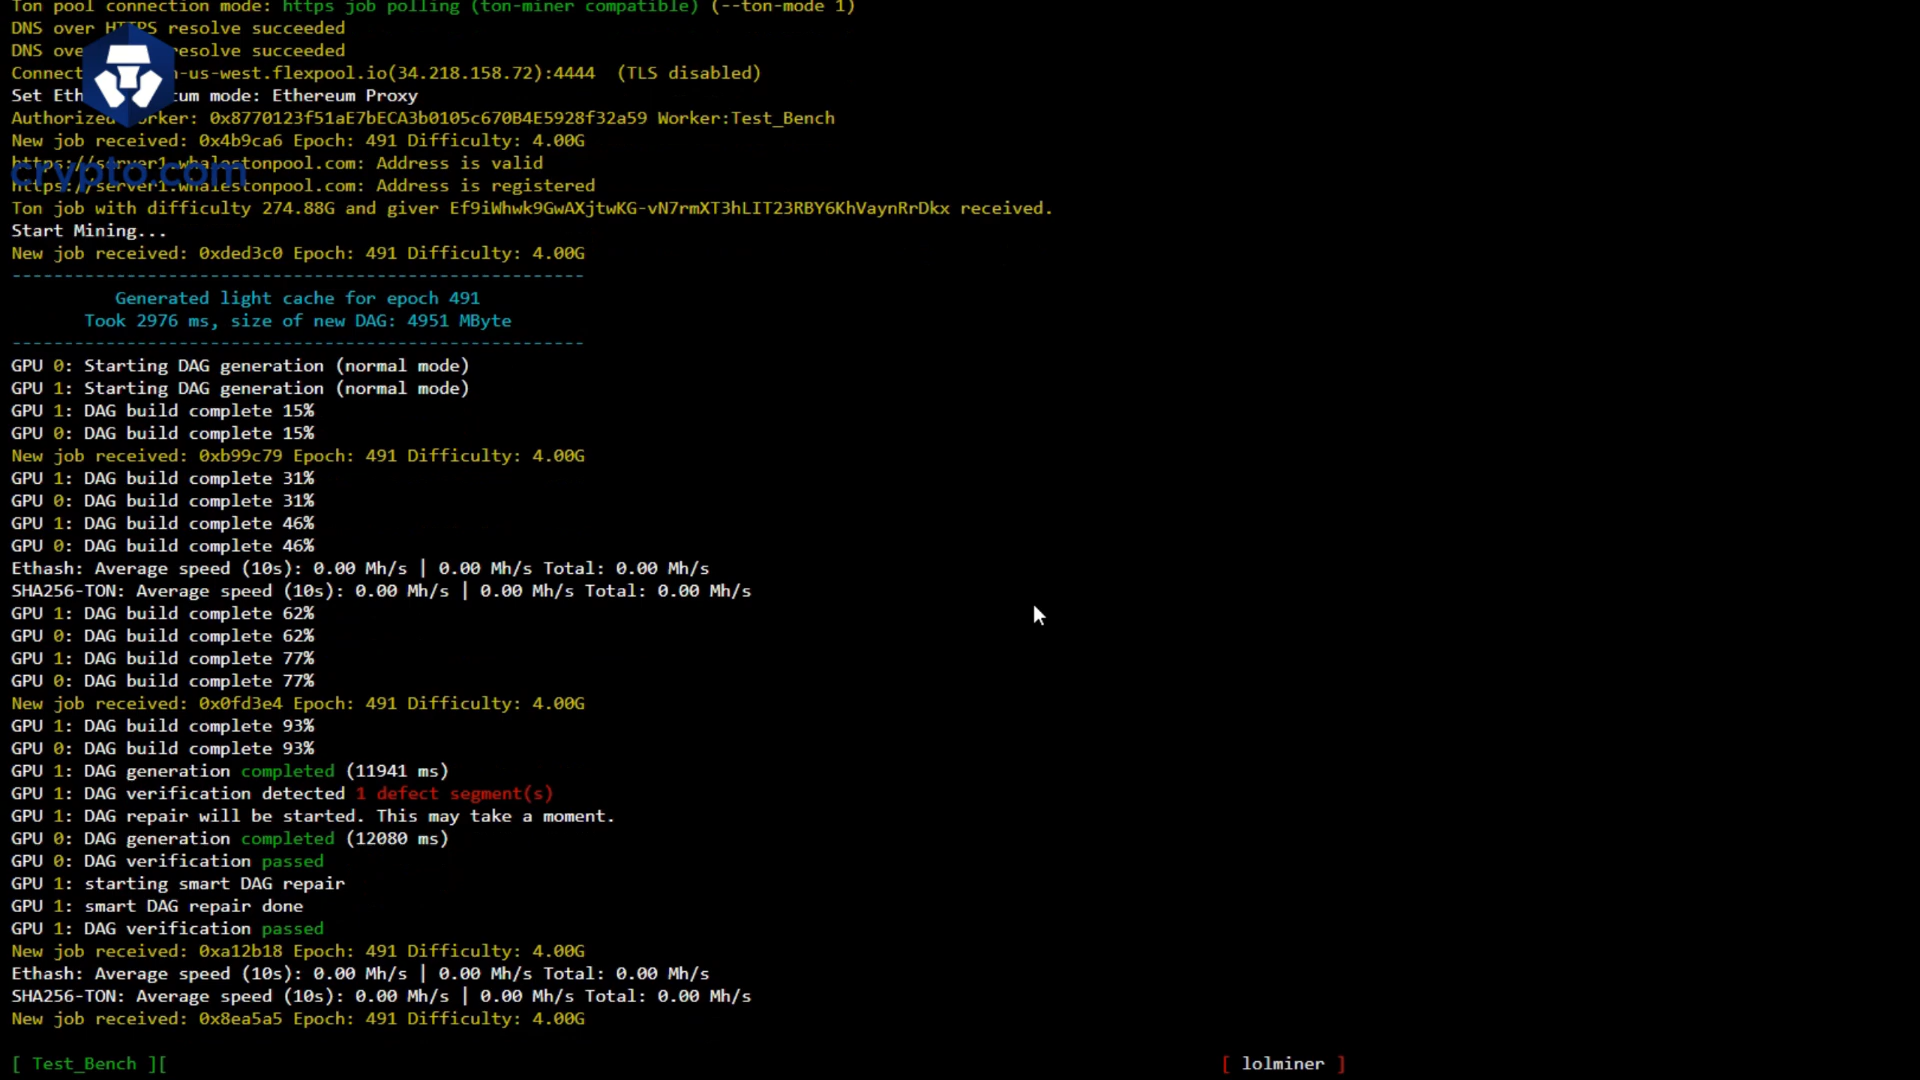 Ton pool connection mode: https job polling (ton-miner compatible) (--ton-mode 1)
DNS over HTTPS resolve succeeded
DNS over resolve succeeded
-us-west.flexpool.io(34.218.158.72):4444 (TLS disabled)
Set mode: Ethereum Proxy
Authorized worker: 0x8770123f51aE7bECA3b0105c670B4E5928f32a59 Worker:Test_Bench
New job received: 0x4b9ca6 Epoch: 491 Difficulty: 4.00G
https://server1.whalestonpool.com: Address is valid
crypto.com
https://server1.whalestonpool.com: Address is registered
Ton job with difficulty 274.88G and giver Ef9iWhwk9GwAXjtwKG-vN7rmXT3hLIT23RBY6KhVaynRrDkx received.
Start Mining...
New job received: 0xded3c0 Epoch: 491 Difficulty: 4.00G
-------------------------------------------------------
Generated light cache for epoch 491
Took 2976 ms, size of new DAG: 4951 MByte
-------------------------------------------------------
GPU 0: Starting DAG generation (normal mode)
GPU 1: Starting DAG generation (normal mode)
GPU 1: DAG build complete 15%
GPU 0: DAG build complete 15%
New job received: 0xb99c79 Epoch: 491 Difficulty: 4.00G
GPU 1: DAG build complete 31%
GPU 0: DAG build complete 31%
GPU 1: DAG build complete 46%
GPU 0: DAG build complete 46%
Ethash: Average speed (10s): 0.00 Mh/s | 0.00 Mh/s Total: 0.00 Mh/s
SHA256-TON: Average speed (10s): 0.00 Mh/s | 0.00 Mh/s Total: 0.00 Mh/s
GPU 1: DAG build complete 62%
GPU 0: DAG build complete 62%
GPU 1: DAG build complete 77%
GPU 0: DAG build complete 77%
New job received: 0x0fd3e4 Epoch: 491 Difficulty: 4.00G
GPU 1: DAG build complete 93%
GPU 0: DAG build complete 93%
GPU 1: DAG generation completed (11941 ms)
GPU 1: DAG verification detected 1 defect segment(s)
GPU 1: DAG repair will be started. This may take a moment.
GPU 0: DAG generation completed (12080 ms)
GPU 0: DAG verification passed
GPU 1: starting smart DAG repair
GPU 1: smart DAG repair done
GPU 1: DAG verification passed
New job received: 0xa12b18 Epoch: 491 Difficulty: 4.00G
Ethash: Average speed (10s): 0.00 Mh/s | 0.00 Mh/s Total: 0.00 Mh/s
SHA256-TON: Average speed (10s): 0.00 Mh/s | 0.00 Mh/s Total: 0.00 Mh/s
New job received: 0x8ea5a5 Epoch: 491 Difficulty: 4.00G
[ Test_Bench ][ [ lolminer ]